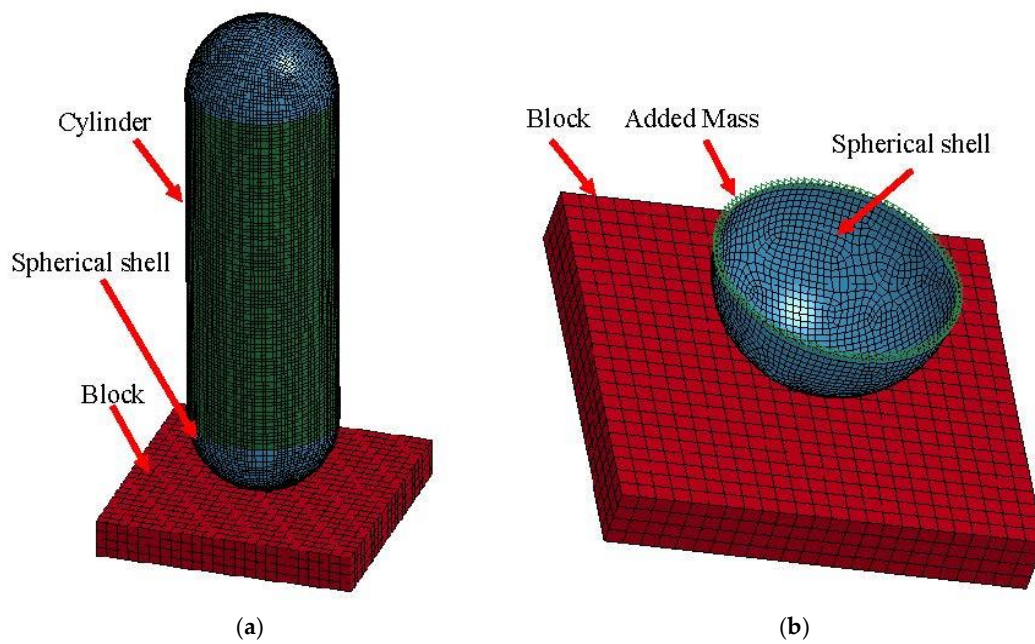 Cylinder
Spherical shell
Block
(a)
Block
Added Mass
Spherical shell
(b)